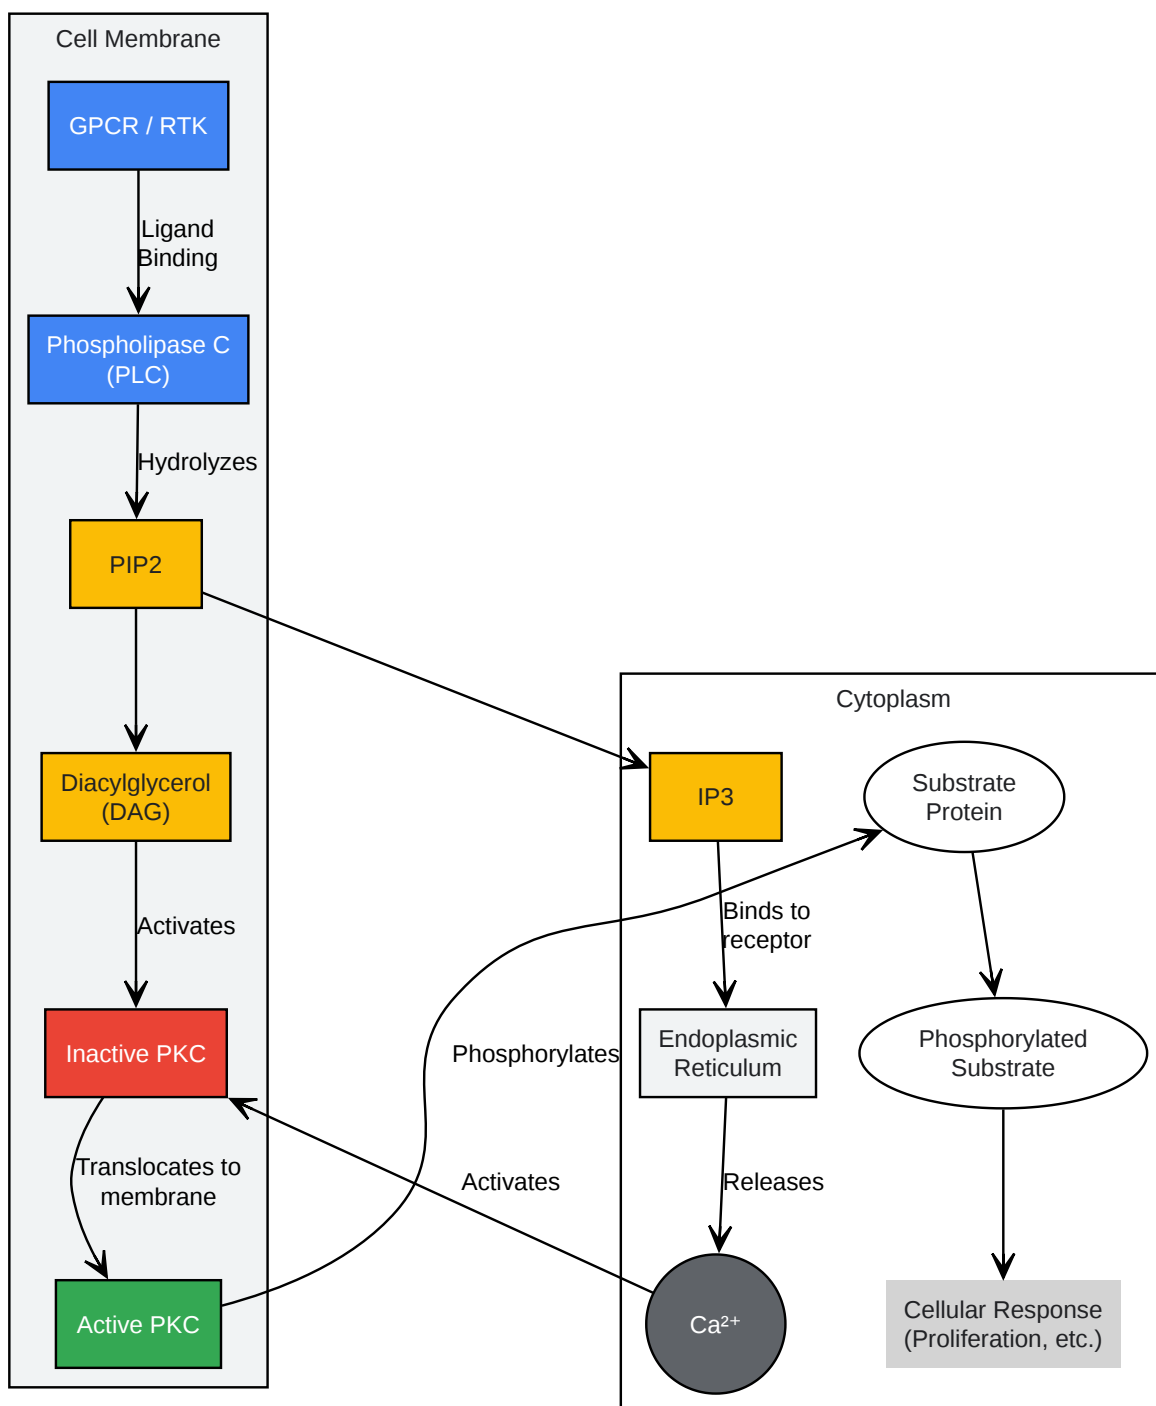 Cell Membrane
GPCR / RTK
Ligand
Binding
Phospholipase C
(PLC)
Hydrolyzes
PIP2
Diacylglycerol
(DAG)
Activates
Inactive PKC
Translocates to
membrane
Active PKC
Phosphorylates
Activates
Cytoplasm
IP3
Binds to
receptor
Endoplasmic
Reticulum
Releases
Ca²⁺
Substrate
Protein
Phosphorylated
Substrate
Cellular Response
(Proliferation, etc.)